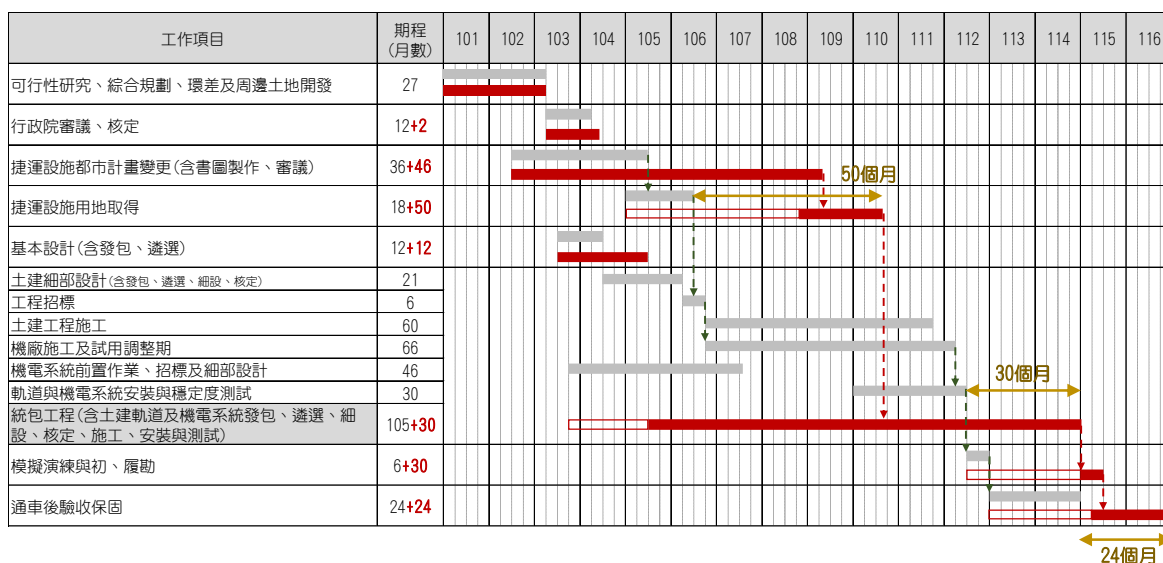 工作項目 期程 101 102 103 104 105 106 107 108 109 110 111 112 113 114 115 116
(月數)
可行性研究、綜合規劃、環差及周邊土地開發 27
行政院審議、核定 12+2
捷運設施都市計畫變更(含書圖製作、審議) 36+46
50個月
捷運設施用地取得 18+50
基本設計(含發包、遴選) 12+12
土建細部設計(含發包、遴選、細設、核定) 21
工程招標 6
土建工程施工 60
機廠施工及試用調整期 66
機電系統前置作業、招標及細部設計 46
30個月
軌道與機電系統安裝與穩定度測試 30
統包工程(含土建軌道及機電系統發包、遴選、細
設、核定、施工、安裝與測試) 105+30
模擬演練與初、履勘 6+30
通車後驗收保固 24+24
24個月